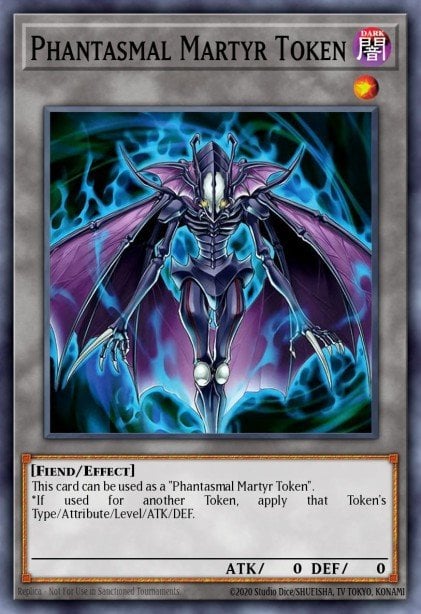 PHANTASMAL MARTYR TOKEN
DARK
闇
[FIEND/EFFECT]
This card can be used as a "Phantasmal Martyr Token".
*If used for another Token, apply that Token's
Type/Attribute/Level/ATK/DEF.
ATK/ 0 DEF/ 0
Replica - Not For Use in Sanctioned Tournaments.
©2020 Studio Dice/SHUEISHA, TV TOKYO, KONAMI